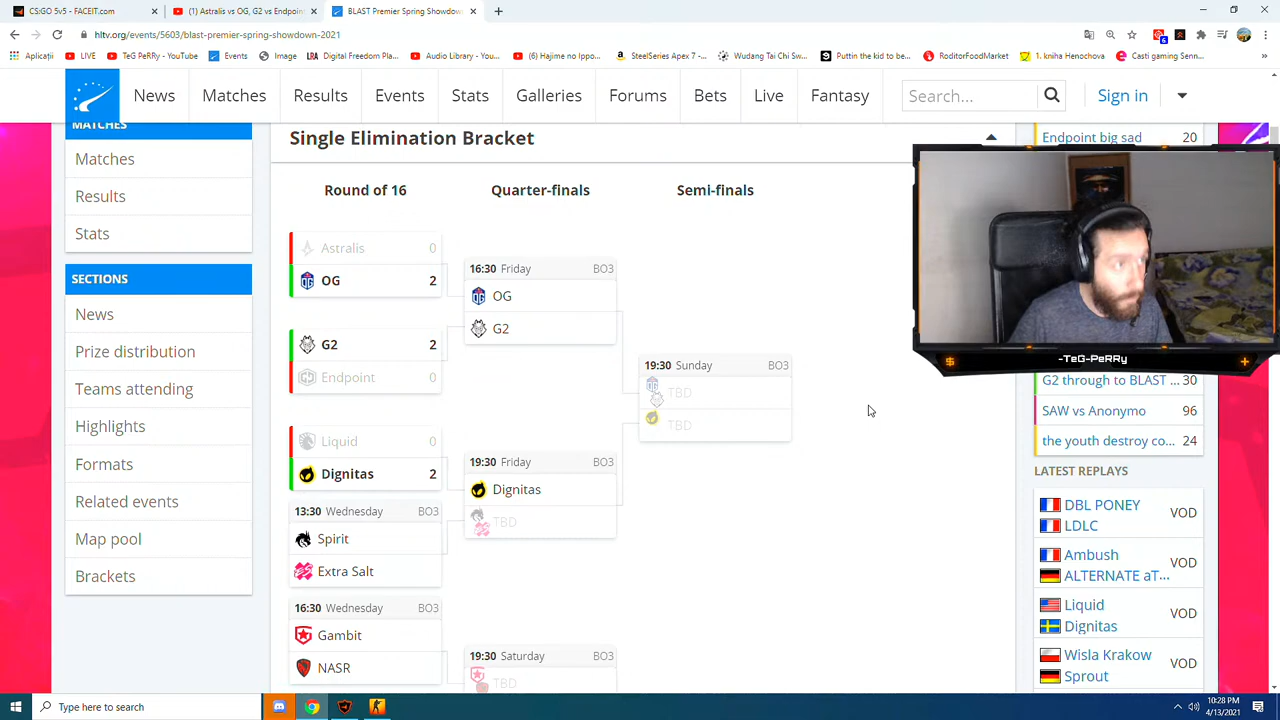 CS:GO 5v5 - FACEIT.com
(1) Astralis vs OG, G2 vs Endpoin
BLAST Premier Spring Showdown
hltv.org/events/5603/blast-premier-spring-showdown-2021
6
Aplicații
LIVE
TeG PeRRy - YouTube
Events
Image
LRA Digital Freedom Pla...
Audio Library - You...
(6) Hajime no Ippo...
SteelSeries Apex 7 -...
Wudang Tai Chi Sw...
Puttin the kid to be...
RoditorFoodMarket
1. kniha Henochova
Casti gaming Senn...
News
Matches
Results
Events
Stats
Galleries
Forums
Bets
Live
Fantasy
Search...
Sign in
MATCHES
Matches
Results
Stats
SECTIONS
News
Prize distribution
Teams attending
Highlights
Formats
Related events
Map pool
Brackets
Single Elimination Bracket
Round of 16
Quarter-finals
Semi-finals
Astralis 0
OG 2
G2 2
Endpoint 0
Liquid 0
Dignitas 2
13:30 Wednesday BO3
Spirit
Extra Salt
16:30 Wednesday BO3
Gambit
NASR
16:30 Friday BO3
OG
G2
19:30 Friday BO3
Dignitas
TBD
19:30 Saturday BO3
TBD
19:30 Sunday BO3
TBD
TBD
Endpoint big sad 20
-TeG-PeRRy
G2 through to BLAST ... 30
SAW vs Anonymo 96
the youth destroy co... 24
LATEST REPLAYS
DBL PONEY
LDLC
VOD
Ambush
ALTERNATE aT...
VOD
Liquid
Dignitas
VOD
Wisla Krakow
Sprout
VOD
Type here to search
10:28 PM
4/13/2021